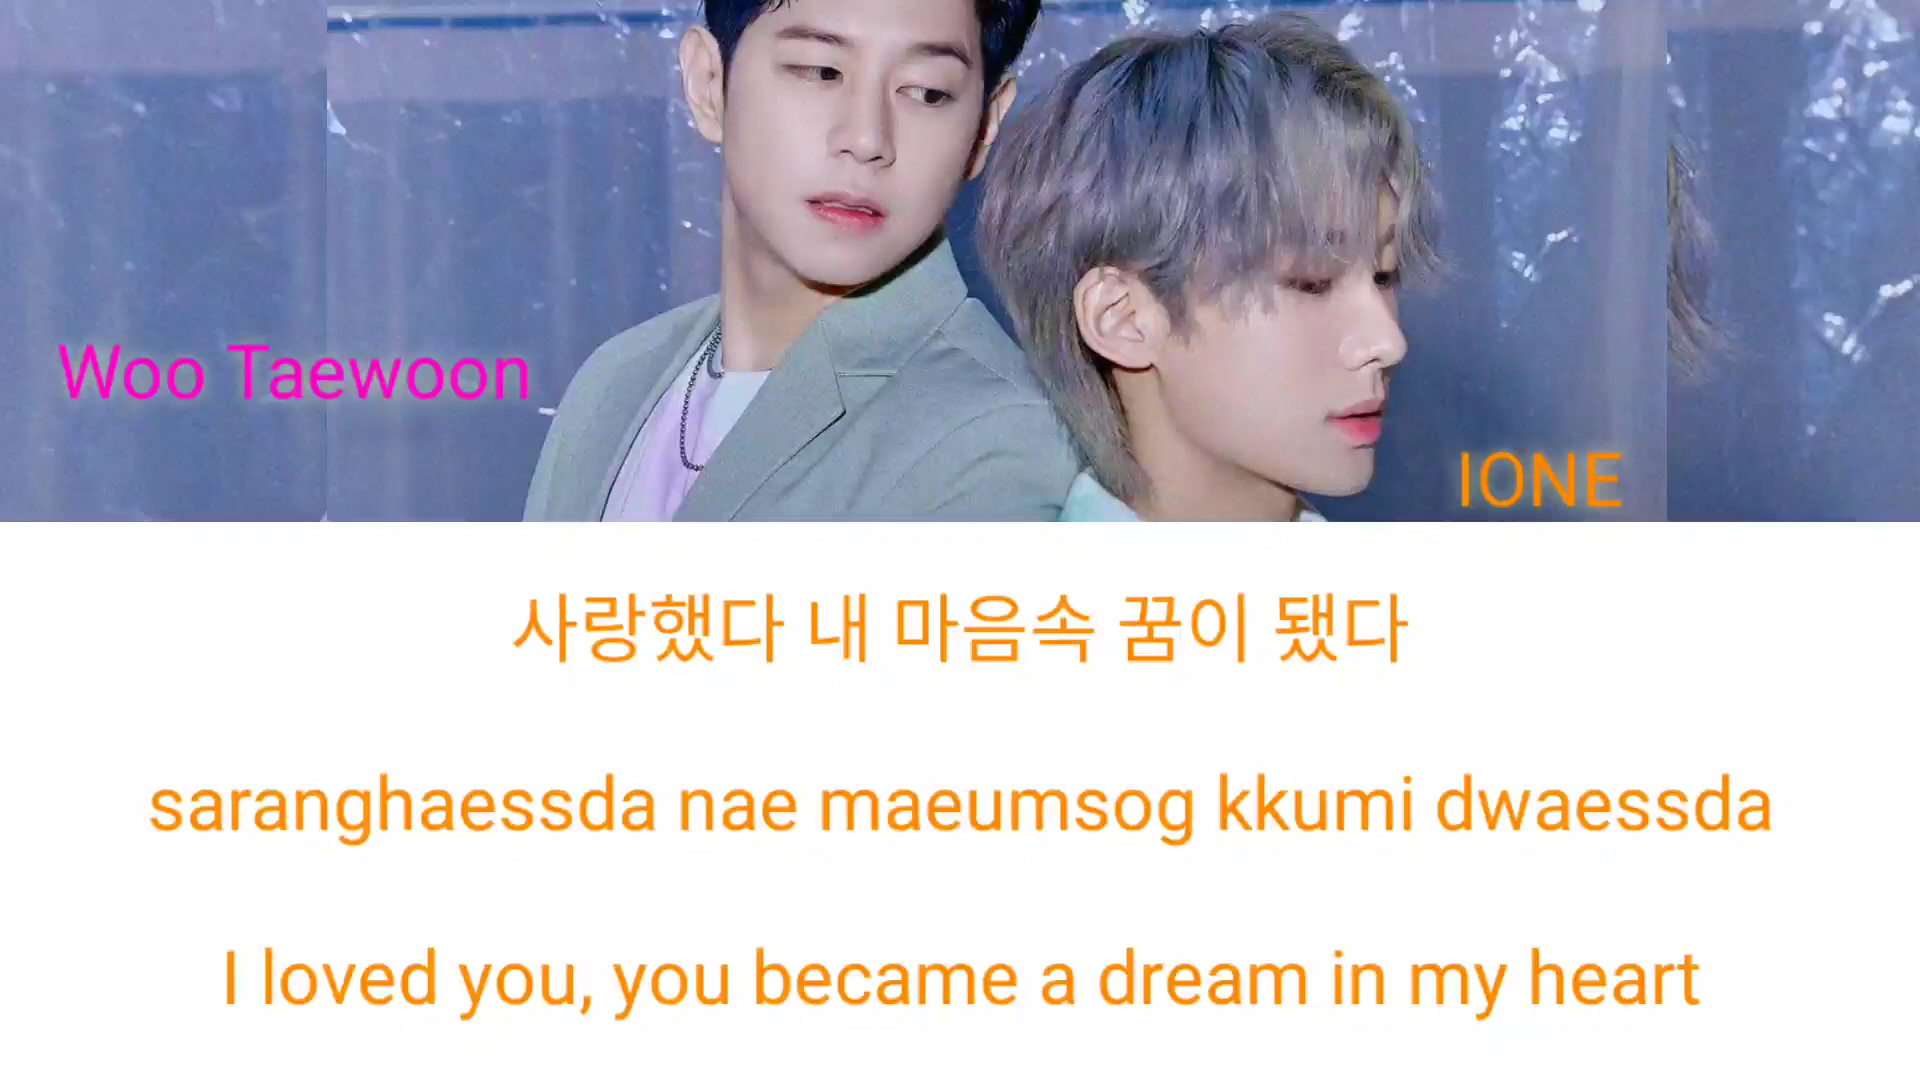 Woo Taewoon
IONE
사랑했다 내 마음속 꿈이 됐다
saranghaessda nae maeumsog kkumi dwaessda
I loved you, you became a dream in my heart